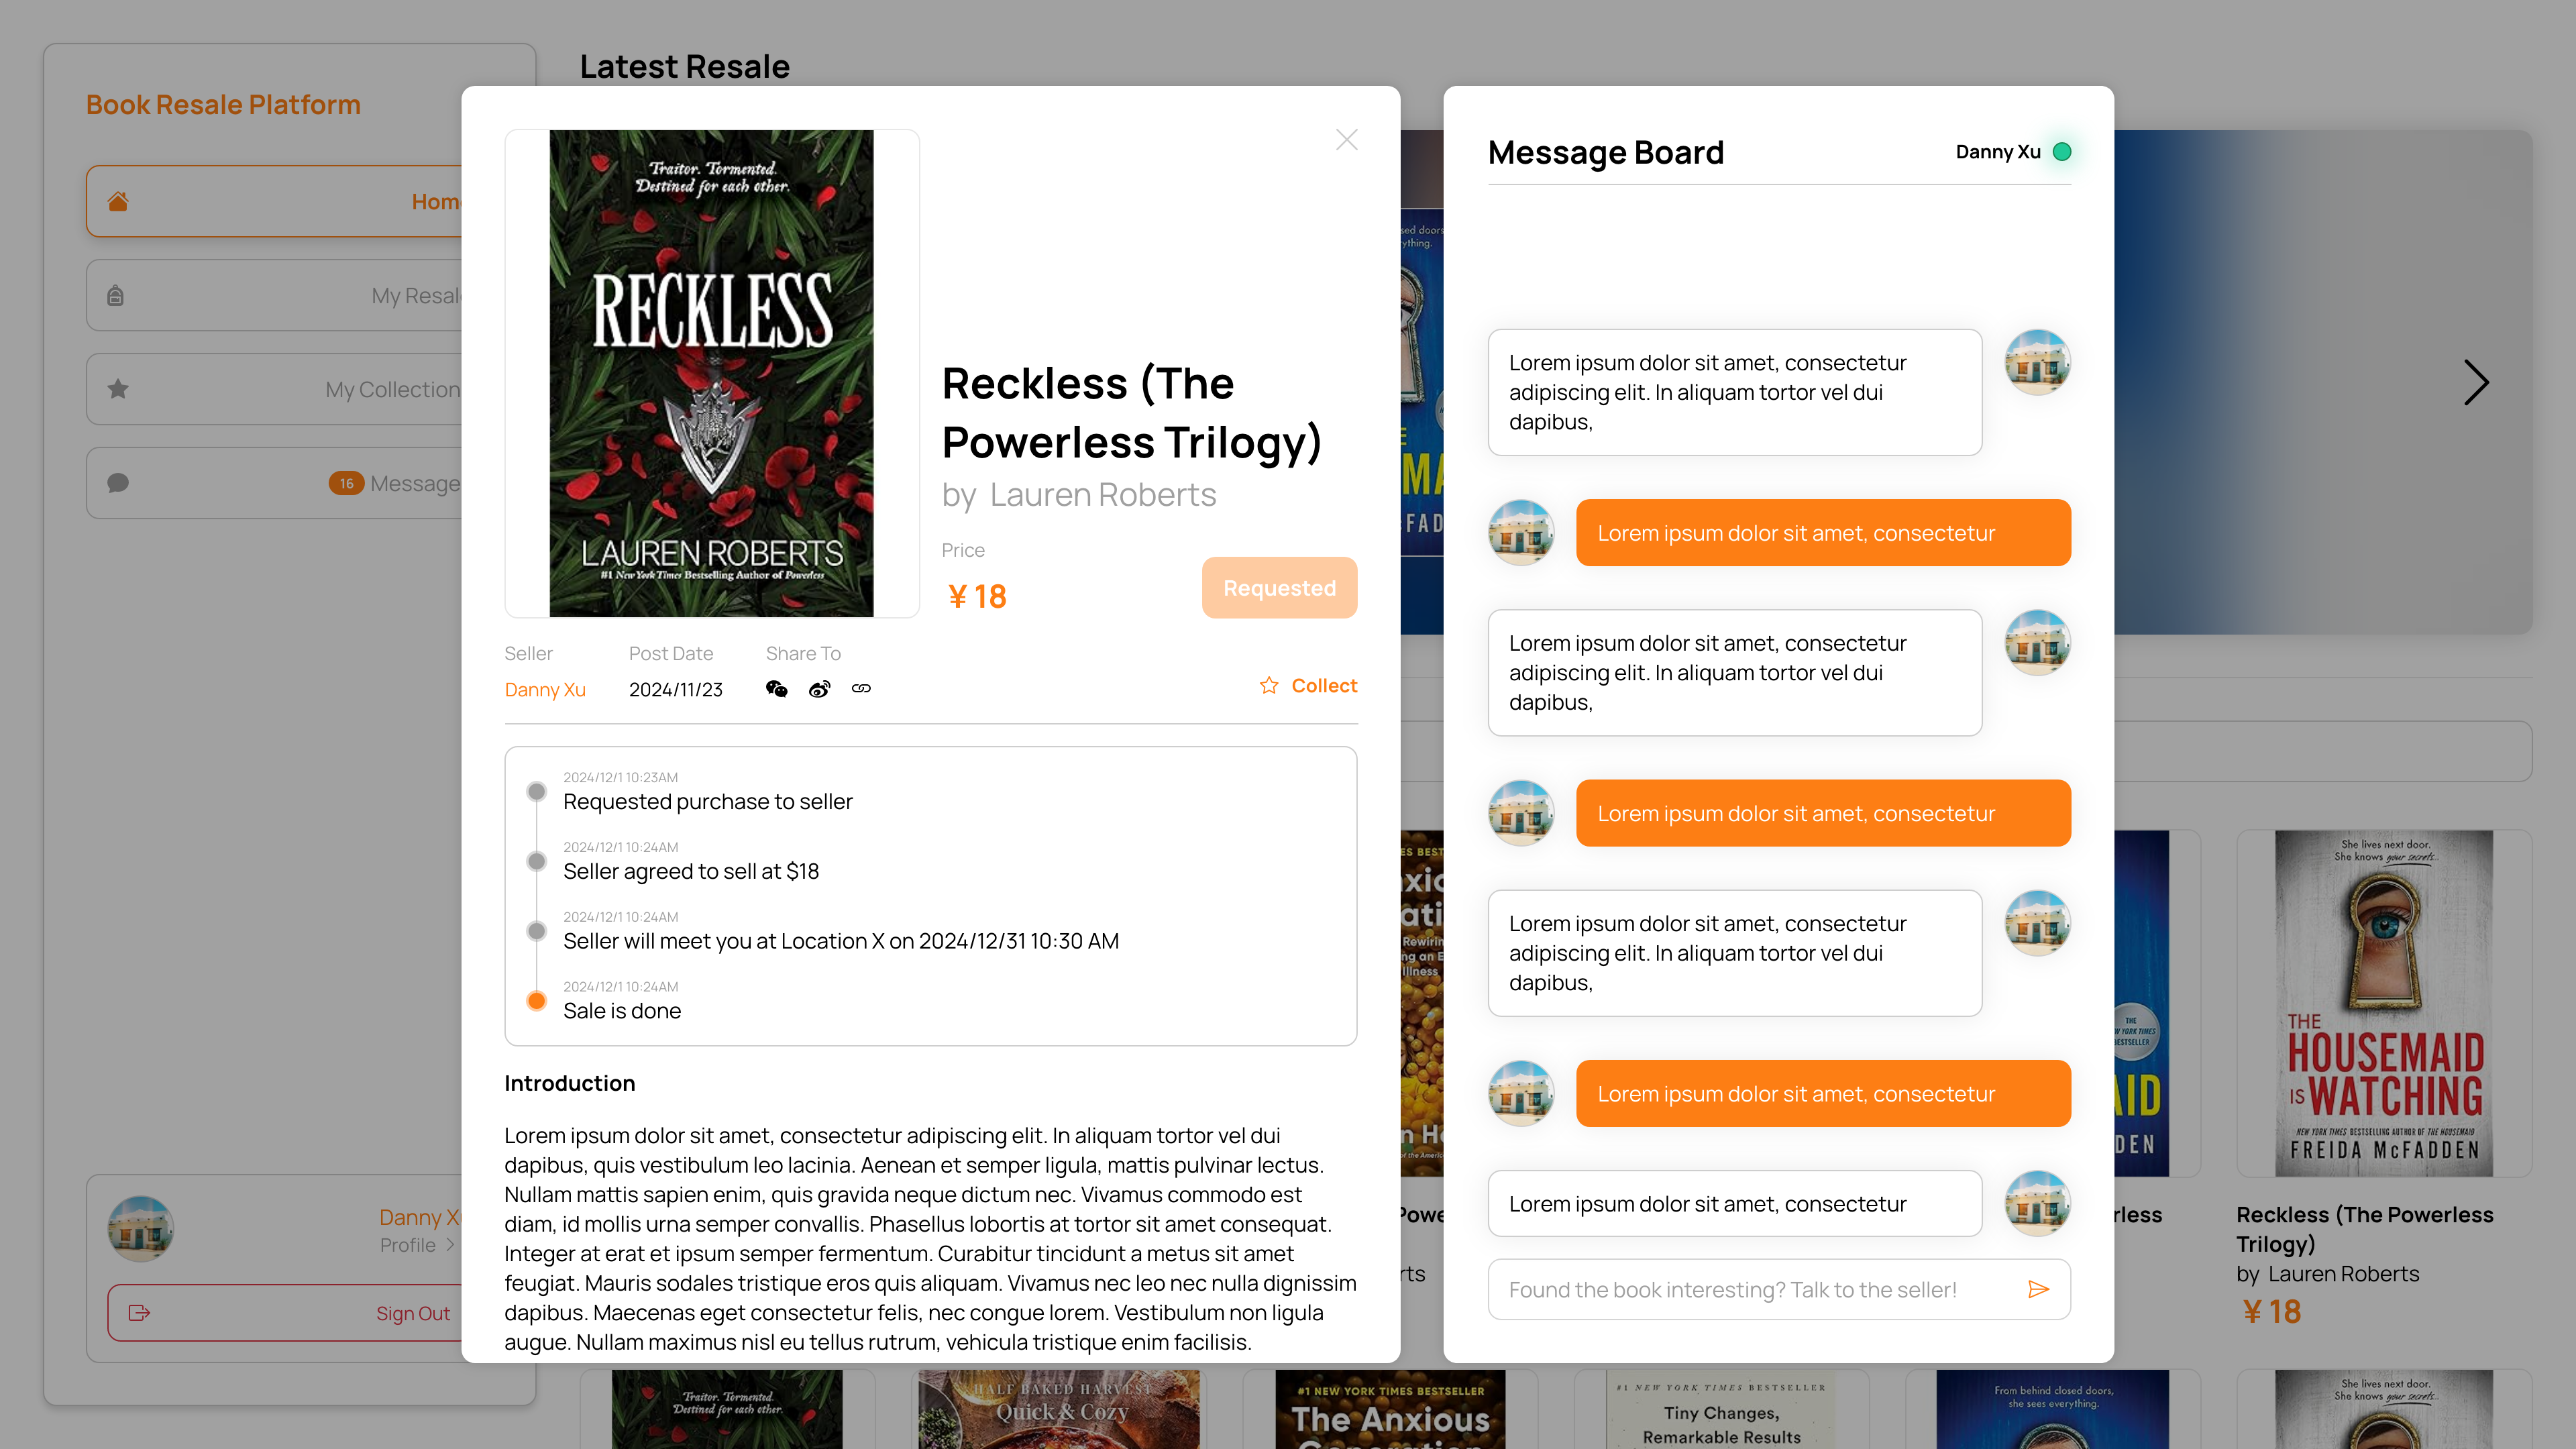 Latest Resale
Book Resale Platform
Home
My Resal
My Collection
16 Message
Danny X
Profile
Sign Out
Traitor. Tormented.
Destined for each other.
RECKLESS
LAUREN ROBERTS
#1 New York Times Bestselling Author of Powerless
Reckless (The
Powerless Trilogy)
by Lauren Roberts
Price
¥ 18
Requested
Seller
Post Date
Share To
Danny Xu
2024/11/23
Collect
2024/12/1 10:23AM
Requested purchase to seller
2024/12/1 10:24AM
Seller agreed to sell at $18
2024/12/1 10:24AM
Seller will meet you at Location X on 2024/12/31 10:30 AM
2024/12/1 10:24AM
Sale is done
Introduction
Lorem ipsum dolor sit amet, consectetur adipiscing elit. In aliquam tortor vel dui
dapibus, quis vestibulum leo lacinia. Aenean et semper ligula, mattis pulvinar lectus.
Nullam mattis sapien enim, quis gravida neque dictum nec. Vivamus commodo est
diam, id mollis urna semper convallis. Phasellus lobortis at tortor sit amet consequat.
Integer at erat et ipsum semper fermentum. Curabitur tincidunt a metus sit amet
feugiat. Mauris sodales tristique eros quis aliquam. Vivamus nec leo nec nulla dignissim
dapibus. Maecenas eget consectetur felis, nec congue lorem. Vestibulum non ligula
augue. Nullam maximus nisl eu tellus rutrum, vehicula tristique enim facilisis.
Message Board
Danny Xu
Lorem ipsum dolor sit amet, consectetur
adipiscing elit. In aliquam tortor vel dui
dapibus,
Lorem ipsum dolor sit amet, consectetur
Lorem ipsum dolor sit amet, consectetur
adipiscing elit. In aliquam tortor vel dui
dapibus,
Lorem ipsum dolor sit amet, consectetur
Lorem ipsum dolor sit amet, consectetur
adipiscing elit. In aliquam tortor vel dui
dapibus,
Lorem ipsum dolor sit amet, consectetur
Lorem ipsum dolor sit amet, consectetur
Found the book interesting? Talk to the seller!
She lives next door.
She knows your secrets.
THE
HOUSEMAID
IS WATCHING
NEW YORK TIMES BESTSELLING AUTHOR OF THE HOUSEMAID
FREIDA McFADDEN
Reckless (The Powerless
Trilogy)
by Lauren Roberts
¥ 18
Traitor. Tormented.
Destined for each other.
HALF BAKED HARVEST
Quick & Cozy
#1 NEW YORK TIMES BESTSELLER
The Anxious
#1 NEW YORK TIMES BESTSELLER
Tiny Changes,
Remarkable Results
From behind closed doors,
she sees everything.
She lives next door.
She knows your secrets.